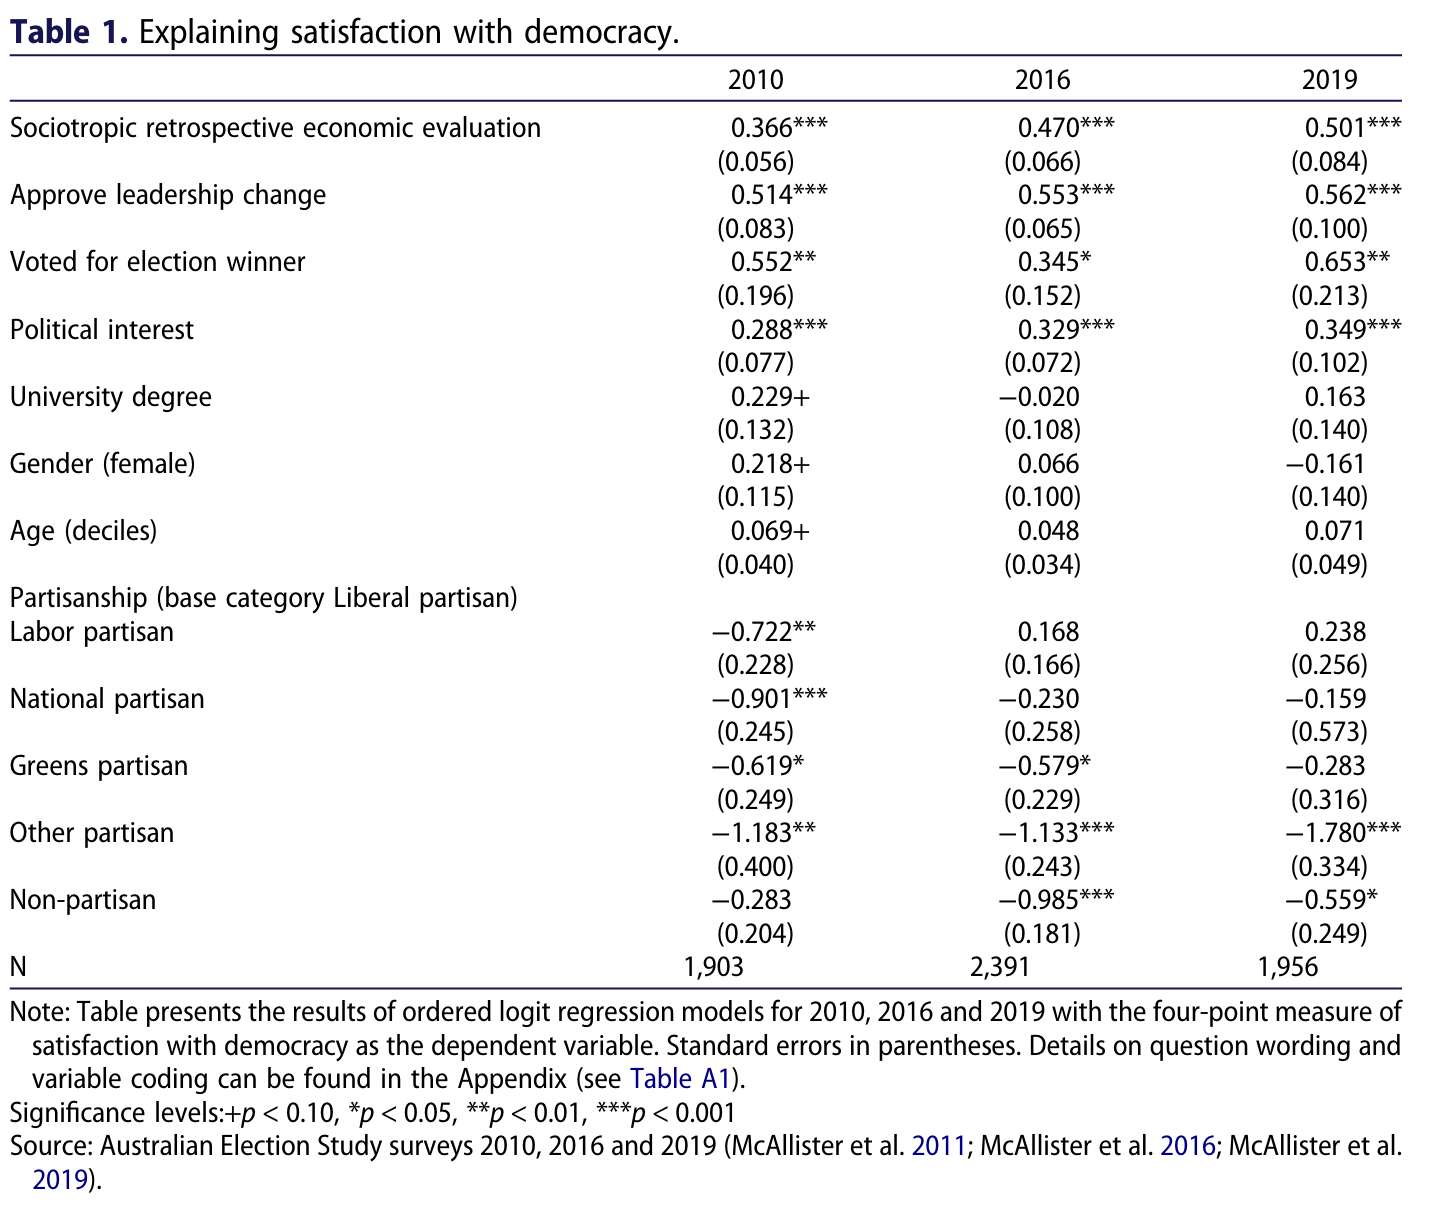 Table 1. Explaining satisfaction with democracy.
2010 2016 2019
Sociotropic retrospective economic evaluation 0.366*** 0.470*** 0.501***
(0.056) (0.066) (0.084)
Approve leadership change 0.514*** 0.553*** 0.562***
(0.083) (0.065) (0.100)
Voted for election winner 0.552** 0.345* 0.653**
(0.196) (0.152) (0.213)
Political interest 0.288*** 0.329*** 0.349***
(0.077) (0.072) (0.102)
University degree 0.229+ −0.020 0.163
(0.132) (0.108) (0.140)
Gender (female) 0.218+ 0.066 −0.161
(0.115) (0.100) (0.140)
Age (deciles) 0.069+ 0.048 0.071
(0.040) (0.034) (0.049)
Partisanship (base category Liberal partisan)
Labor partisan −0.722** 0.168 0.238
(0.228) (0.166) (0.256)
National partisan −0.901*** −0.230 −0.159
(0.245) (0.258) (0.573)
Greens partisan −0.619* −0.579* −0.283
(0.249) (0.229) (0.316)
Other partisan −1.183** −1.133*** −1.780***
(0.400) (0.243) (0.334)
Non-partisan −0.283 −0.985*** −0.559*
(0.204) (0.181) (0.249)
N 1,903 2,391 1,956
Note: Table presents the results of ordered logit regression models for 2010, 2016 and 2019 with the four-point measure of
satisfaction with democracy as the dependent variable. Standard errors in parentheses. Details on question wording and
variable coding can be found in the Appendix (see Table A1).
Significance levels:+p < 0.10, *p < 0.05, **p < 0.01, ***p < 0.001
Source: Australian Election Study surveys 2010, 2016 and 2019 (McAllister et al. 2011; McAllister et al. 2016; McAllister et al.
2019).